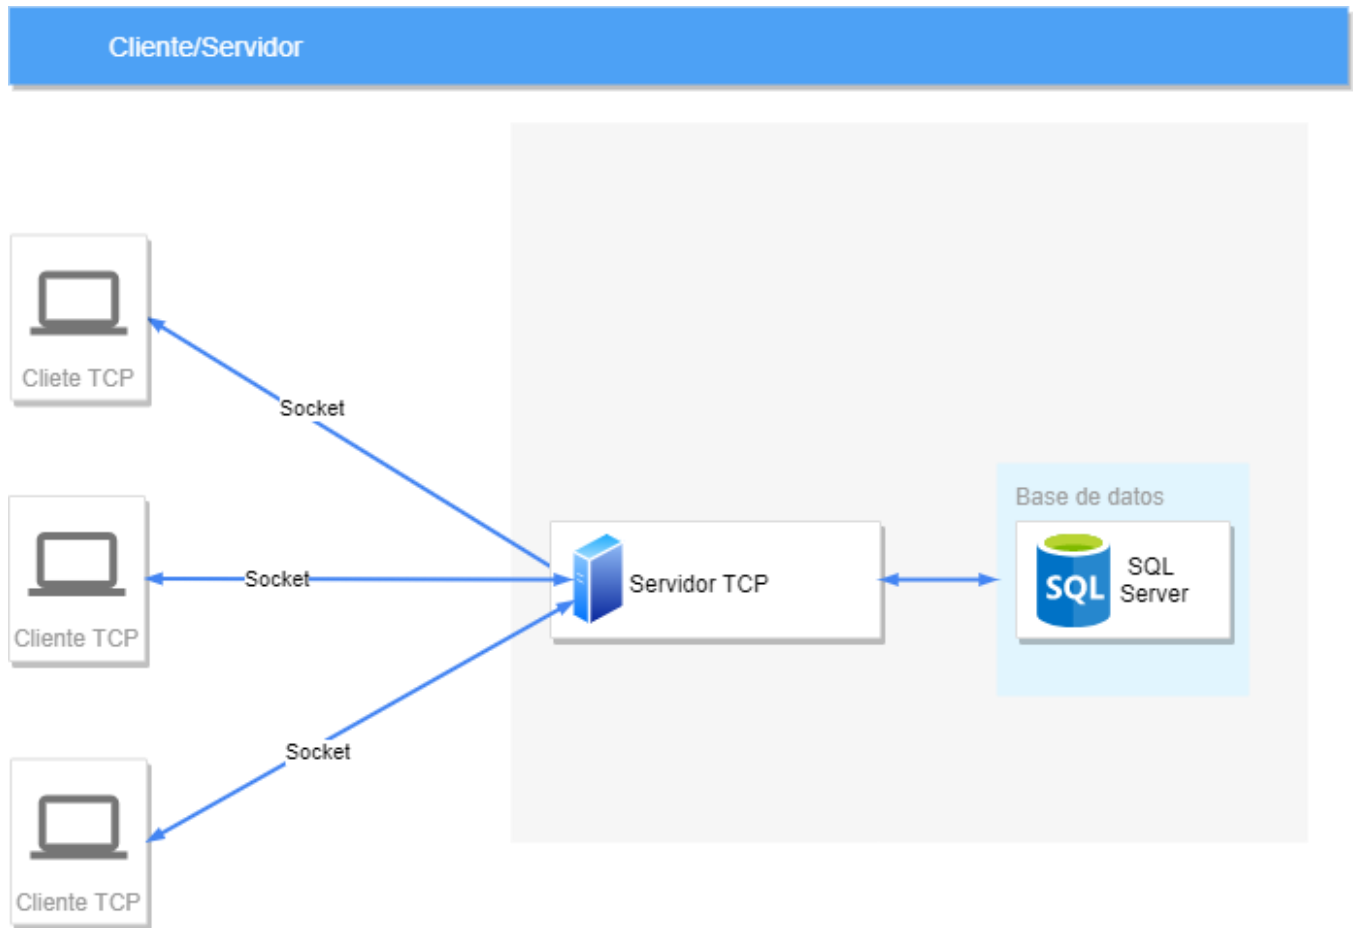 Cliente/Servidor
Cliete TCP
Socket
Base de datos
SQL
Server
SQL
Servidor TCP
Socket
Cliente TCP
Socket
Cliente TCP